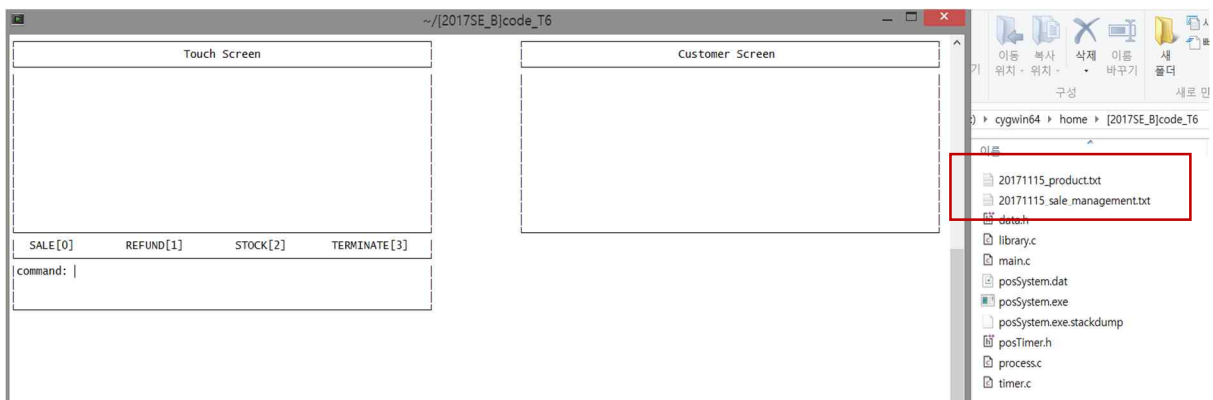 ~/[2017SE_B]code_T6
Touch Screen
Customer Screen
SALE[0] REFUND[1] STOCK[2] TERMINATE[3]
command:
이동 복사 삭제 이름 새
위치 위치 바꾸기 폴더
구성 새로 만
cygwin64 home [2017SE_B]code_T6
이름
20171115_product.txt
20171115_sale_management.txt
data.h
library.c
main.c
posSystem.dat
posSystem.exe
posSystem.exe.stackdump
posTimer.h
process.c
timer.c